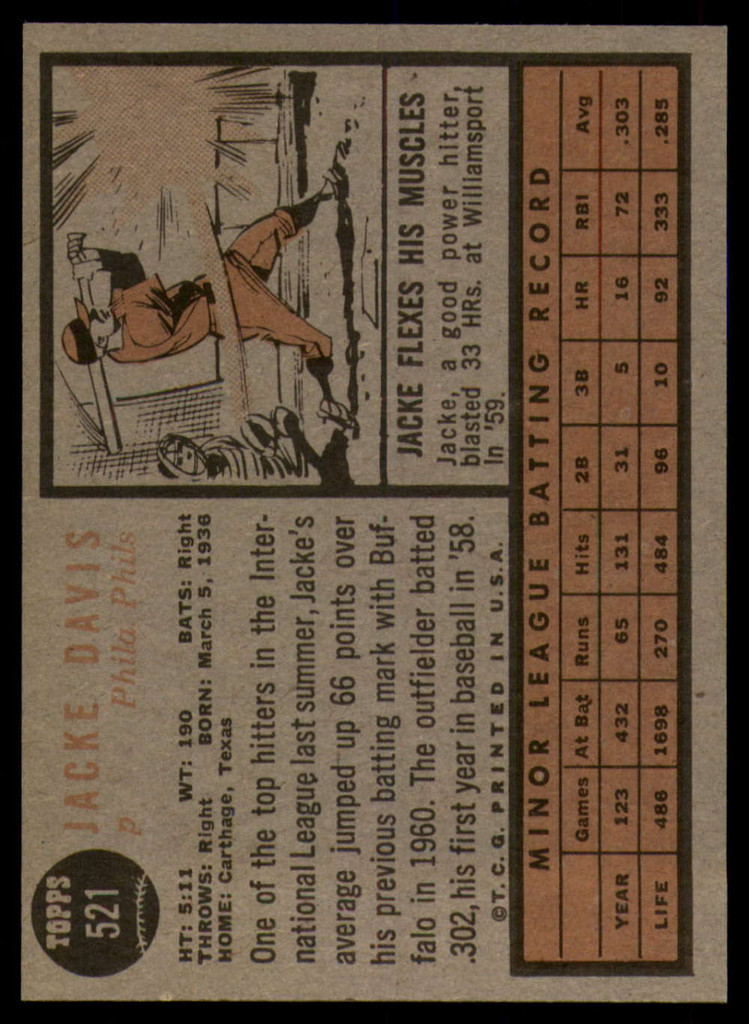 TOPPS
521
JACKE DAVIS
p Phila. Phils
HT: 5:11 WT: 190 BATS: Right
THROWS: Right BORN: March 5, 1936
HOME: Carthage, Texas
One of the top hitters in the Inter-
national League last summer, Jacke's
average jumped up 66 points over
his previous batting mark with Buf-
falo in 1960. The outfielder batted
.302, his first year in baseball in '58.
©T.C.G. PRINTED IN U.S.A.
JACKE FLEXES HIS MUSCLES
Jacke, a good power hitter,
blasted 33 HRs. at Williamsport
in '59.
MINOR LEAGUE BATTING RECORD
Games At Bat Runs Hits 2B 3B HR RBI Avg
YEAR 123 432 65 131 31 5 16 72 .303
LIFE 486 1698 270 484 96 10 92 333 .285